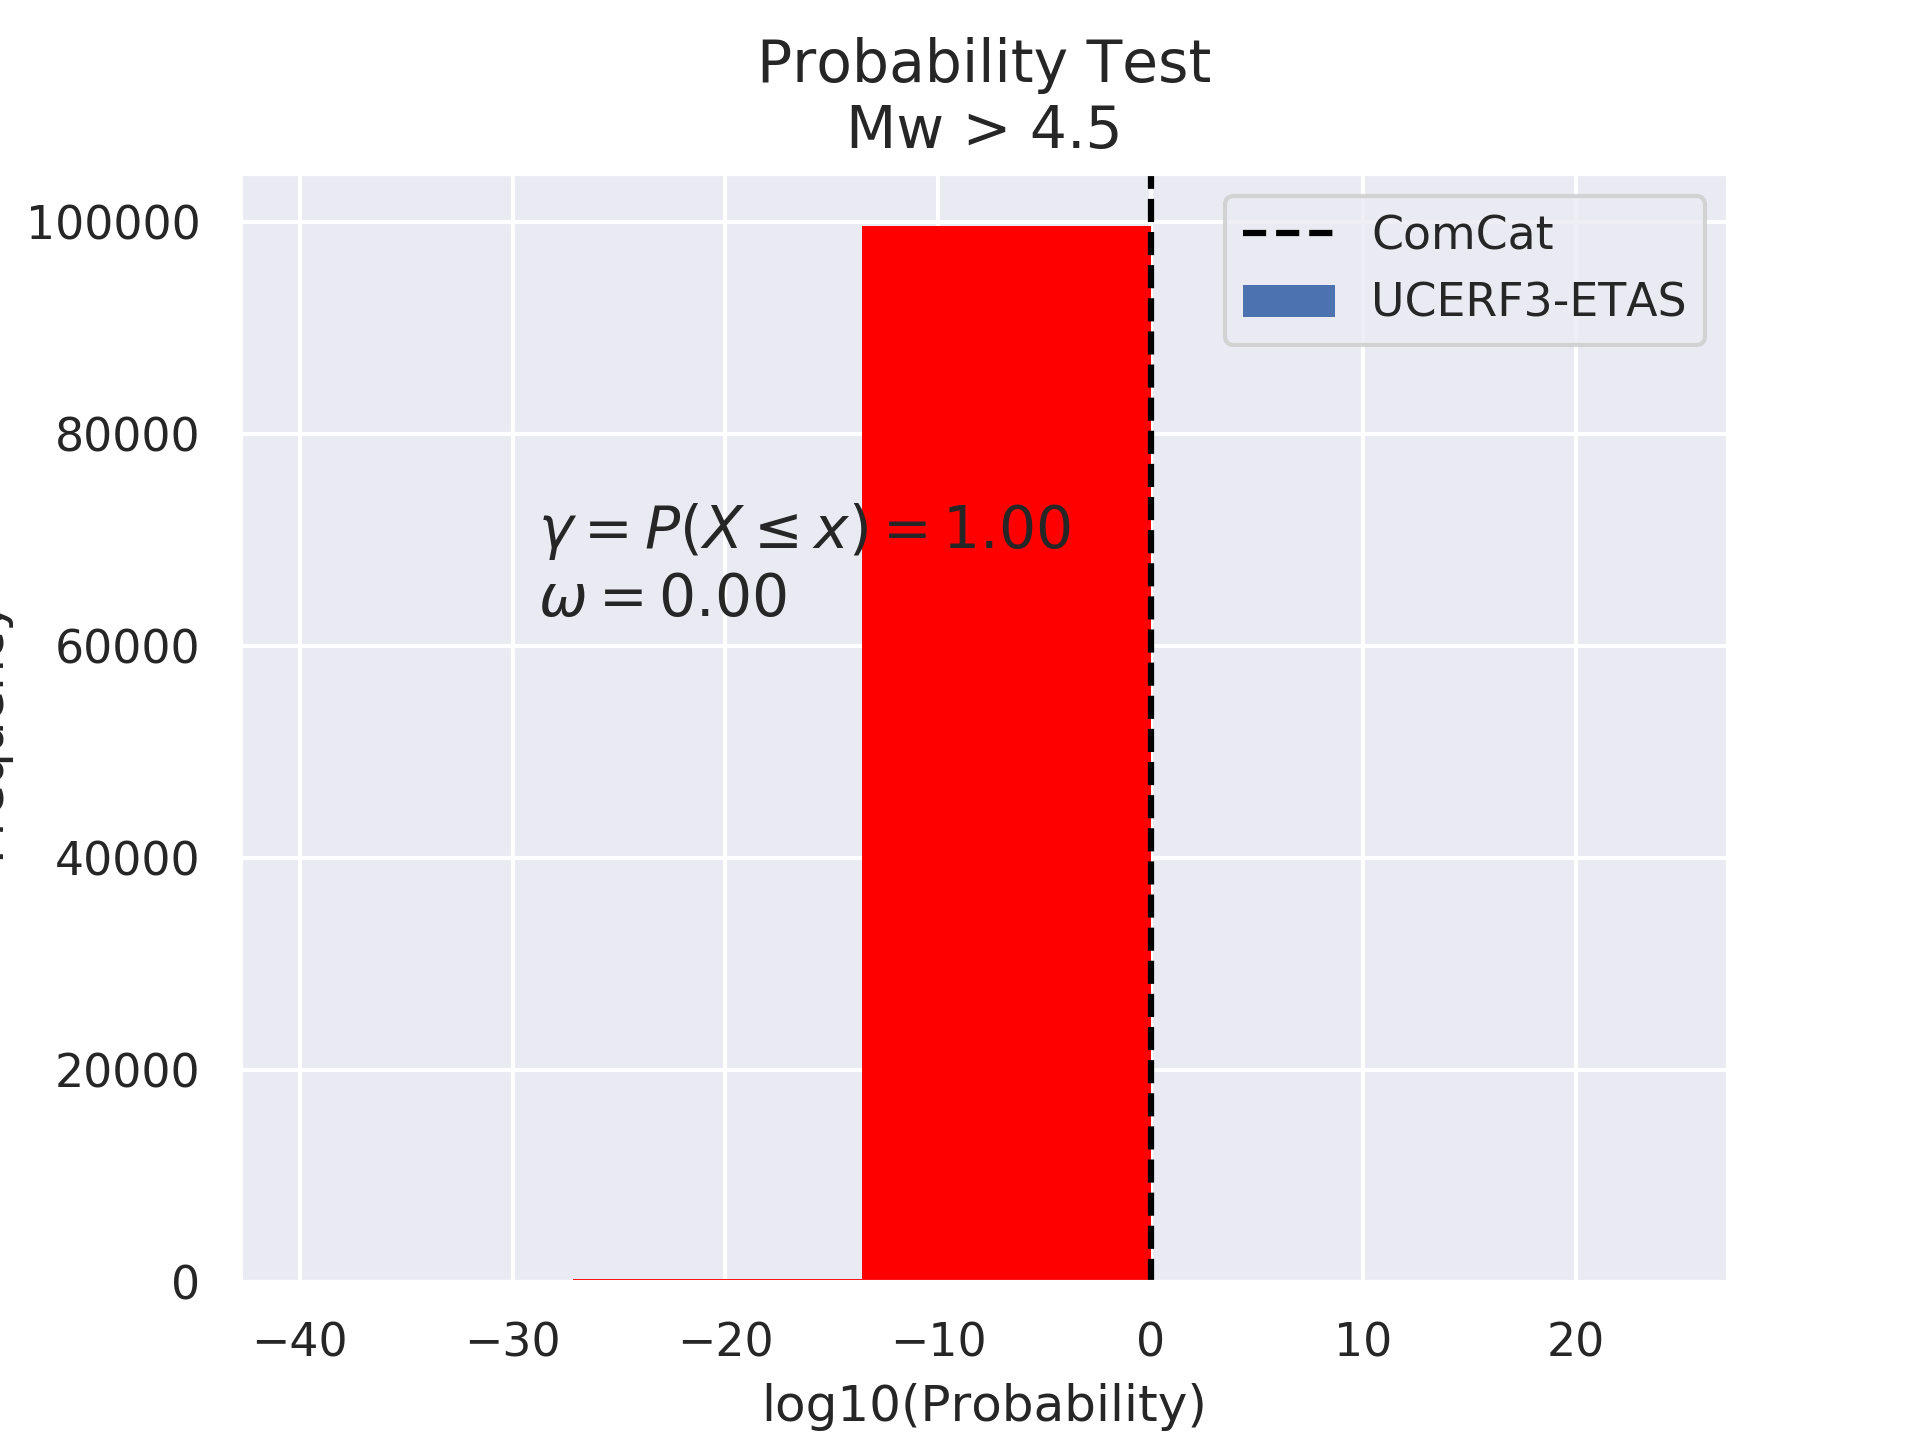 Probability Test
Mw > 4.5
100000
80000
60000
40000
20000
0
ComCat
UCERF3-ETAS
γ = P(X ≤ x) = 1.00
ω = 0.00
−40 −30 −20 −10 0 10 20
log10(Probability)